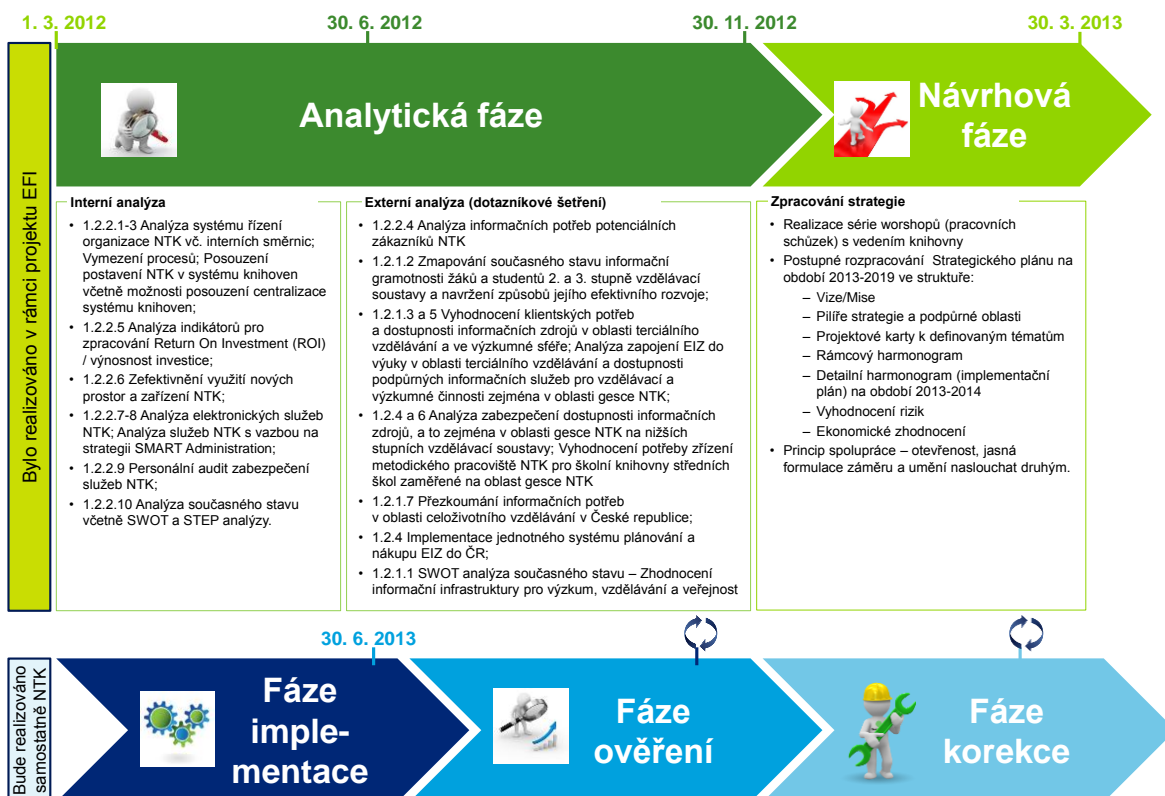 1. 3. 2012
30. 6. 2012
30. 11. 2012
30. 3. 2013
Bylo realizováno v rámci projektu EFI
Analytická fáze
Návrhová
fáze
Interní analýza
• 1.2.2.1-3 Analýza systému řízení
organizace NTK vč. interních směrnic;
Vymezení procesů; Posouzení
postavení NTK v systému knihoven
včetně možnosti posouzení centralizace
systému knihoven;
• 1.2.2.5 Analýza indikátorů pro
zpracování Return On Investment (ROI)
/ výnosnost investice;
• 1.2.2.6 Zefektivnění využití nových
prostor a zařízení NTK;
• 1.2.2.7-8 Analýza elektronických služeb
NTK; Analýza služeb NTK s vazbou na
strategii SMART Administration;
• 1.2.2.9 Personální audit zabezpečení
služeb NTK;
• 1.2.2.10 Analýza současného stavu
včetně SWOT a STEP analýzy.
Externí analýza (dotazníkové šetření)
• 1.2.2.4 Analýza informačních potřeb potenciálních
zákazníků NTK
• 1.2.1.2 Zmapování současného stavu informační
gramotnosti žáků a studentů 2. a 3. stupně vzdělávací
soustavy a navržení způsobů jejího efektivního rozvoje;
• 1.2.1.3 a 5 Vyhodnocení klientských potřeb
a dostupnosti informačních zdrojů v oblasti terciálního
vzdělávání a ve výzkumné sféře; Analýza zapojení EIZ do
výuky v oblasti terciálního vzdělávání a dostupnosti
podpůrných informačních služeb pro vzdělávací a
výzkumné činnosti zejména v oblasti gesce NTK;
• 1.2.4 a 6 Analýza zabezpečení dostupnosti informačních
zdrojů, a to zejména v oblasti gesce NTK na nižších
stupních vzdělávací soustavy; Vyhodnocení potřeby zřízení
metodického pracoviště NTK pro školní knihovny středních
škol zaměřené na oblast gesce NTK
• 1.2.1.7 Přezkoumání informačních potřeb
v oblasti celoživotního vzdělávání v České republice;
• 1.2.4 Implementace jednotného systému plánování a
nákupu EIZ do ČR;
• 1.2.1.1 SWOT analýza současného stavu – Zhodnocení
informační infrastruktury pro výzkum, vzdělávání a veřejnost
Zpracování strategie
• Realizace série worshopů (pracovních
schůzek) s vedením knihovny
• Postupné rozpracování Strategického plánu na
období 2013-2019 ve struktuře:
– Vize/Mise
– Pilíře strategie a podpůrné oblasti
– Projektové karty k definovaným tématům
– Rámcový harmonogram
– Detailní harmonogram (implementační
plán) na období 2013-2014
– Vyhodnocení rizik
– Ekonomické zhodnocení
• Princip spolupráce – otevřenost, jasná
formulace záměru a umění naslouchat druhým.
30. 6. 2013
Bude realizováno
samostatně NTK
Fáze
imple-
mentace
Fáze
ověření
Fáze
korekce